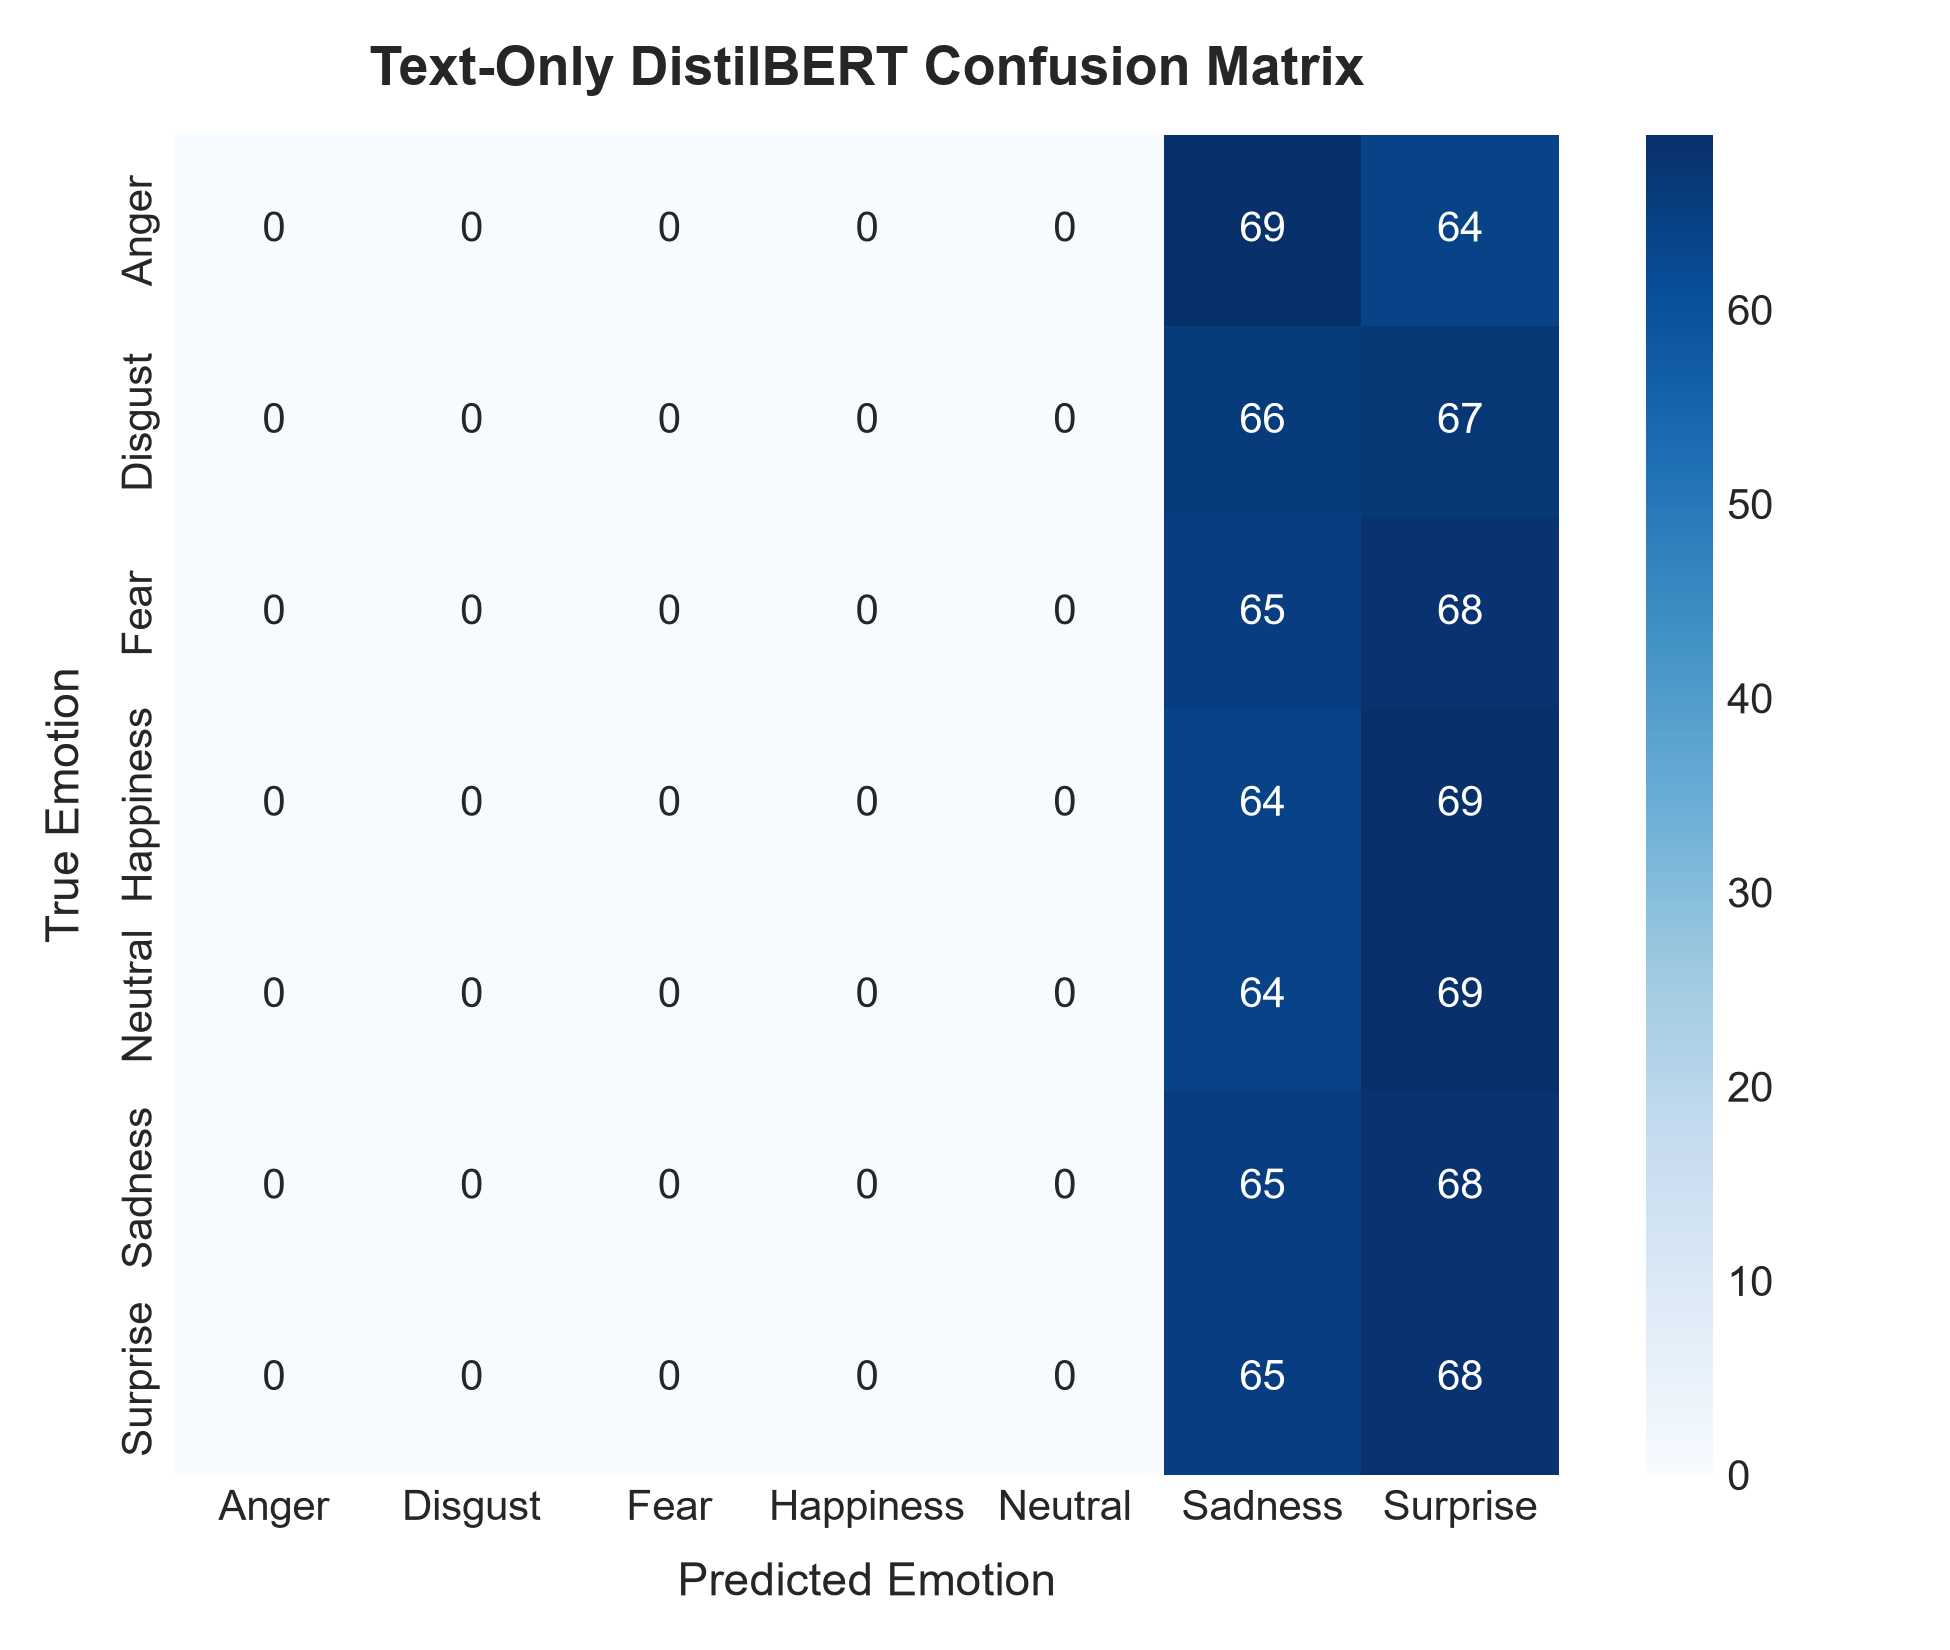 Text-Only DistilBERT Confusion Matrix
True Emotion
Anger 0 0 0 0 0 69 64
Disgust 0 0 0 0 0 66 67
Fear 0 0 0 0 0 65 68
Happiness 0 0 0 0 0 64 69
Neutral 0 0 0 0 0 64 69
Sadness 0 0 0 0 0 65 68
Surprise 0 0 0 0 0 65 68
Anger Disgust Fear Happiness Neutral Sadness Surprise
Predicted Emotion
60
50
40
30
20
10
0